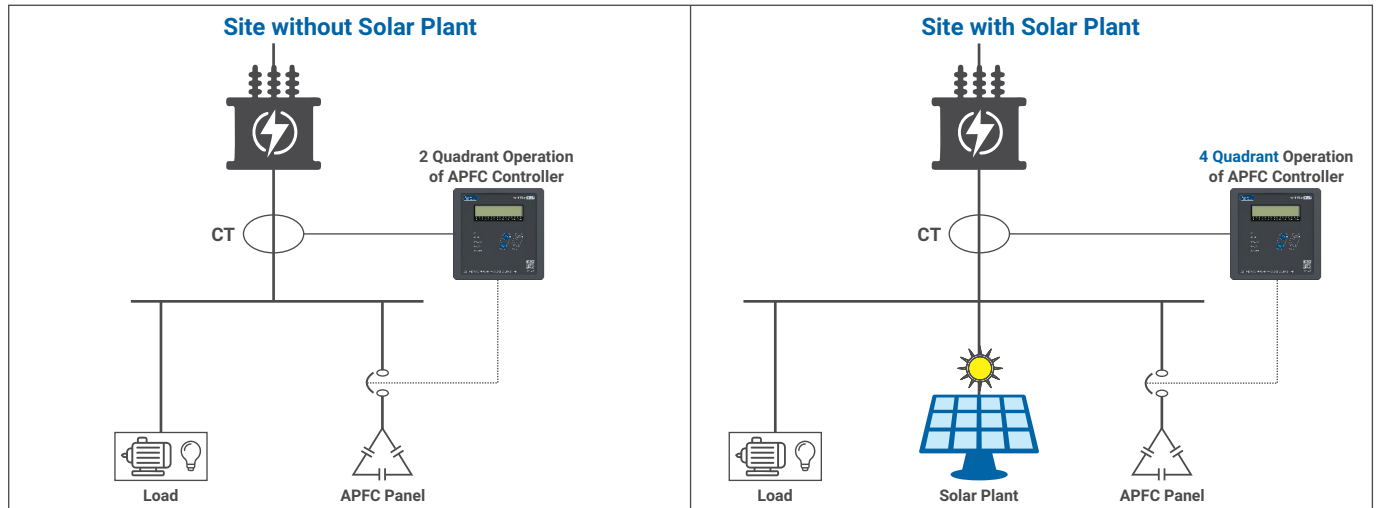 Site without Solar Plant
2 Quadrant Operation
of APFC Controller
CT
Load
APFC Panel
Site with Solar Plant
4 Quadrant Operation
of APFC Controller
CT
Load
Solar Plant
APFC Panel